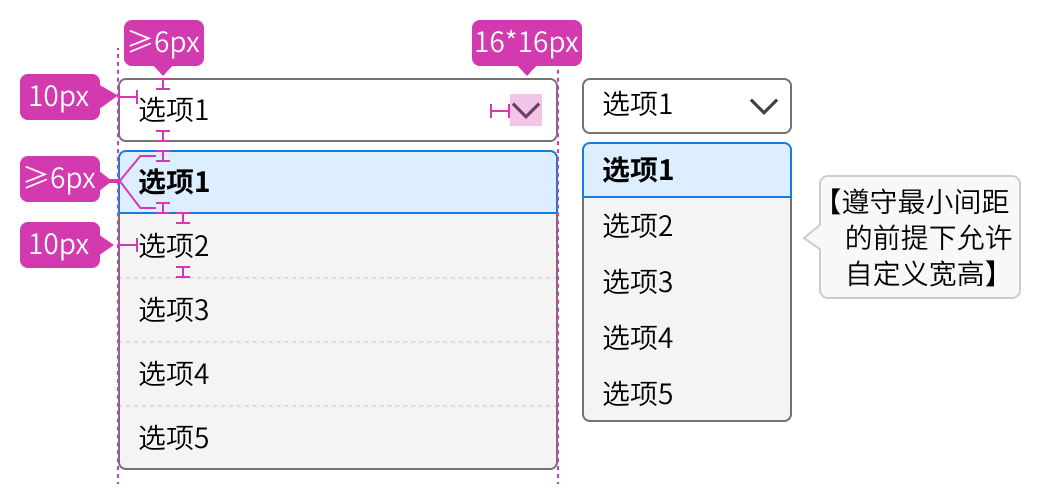 ≥6px
16*16px
10px
选项1
选项1
≥6px
选项1
选项1
10px
选项2
选项2
选项3
选项3
选项4
选项4
选项5
选项5
【遵守最小间距
的前提下允许
自定义宽高】